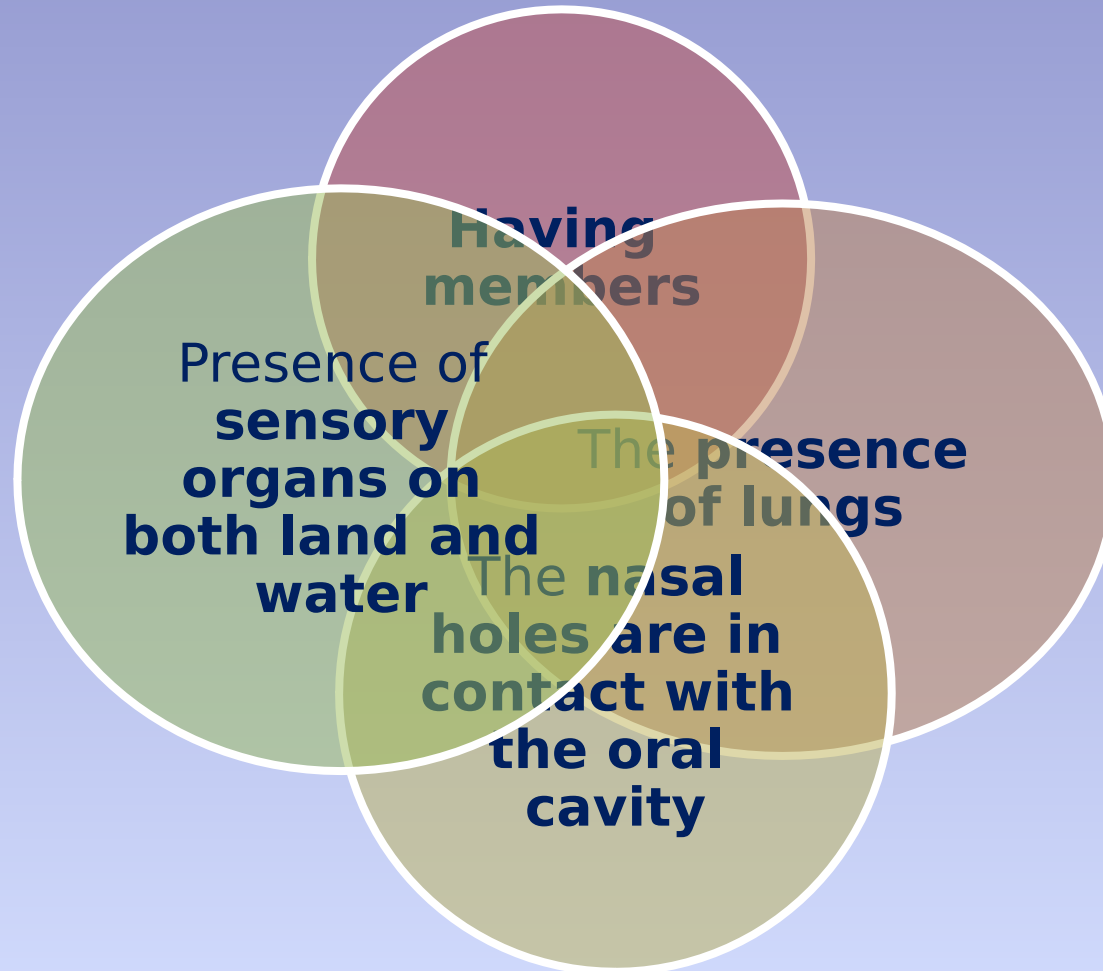 Having
members
Presence of
sensory
organs on
both land and
water
The presence
of lungs
The nasal
holes are in
contact with
the oral
cavity